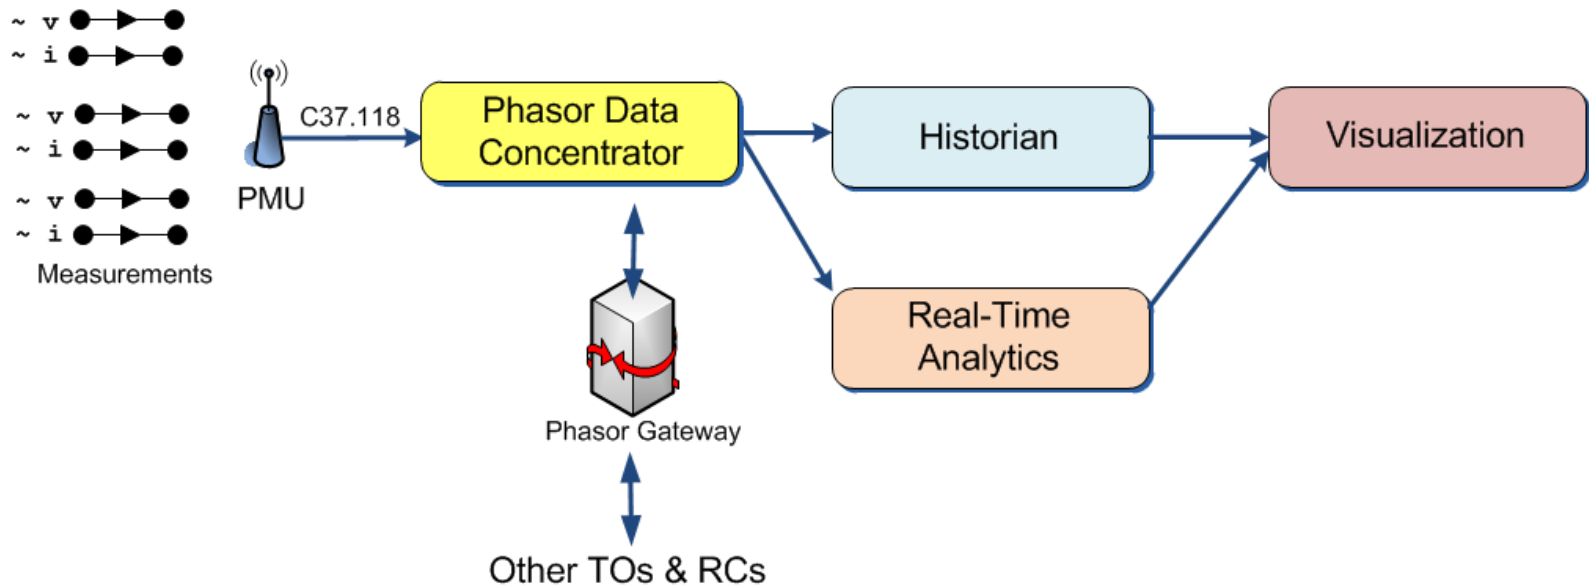 ~ v
~ i
~ v
~ i
~ v
~ i
Measurements
PMU
C37.118
Phasor Data
Concentrator
Historian
Visualization
Real-Time
Analytics
Phasor Gateway
Other TOs & RCs